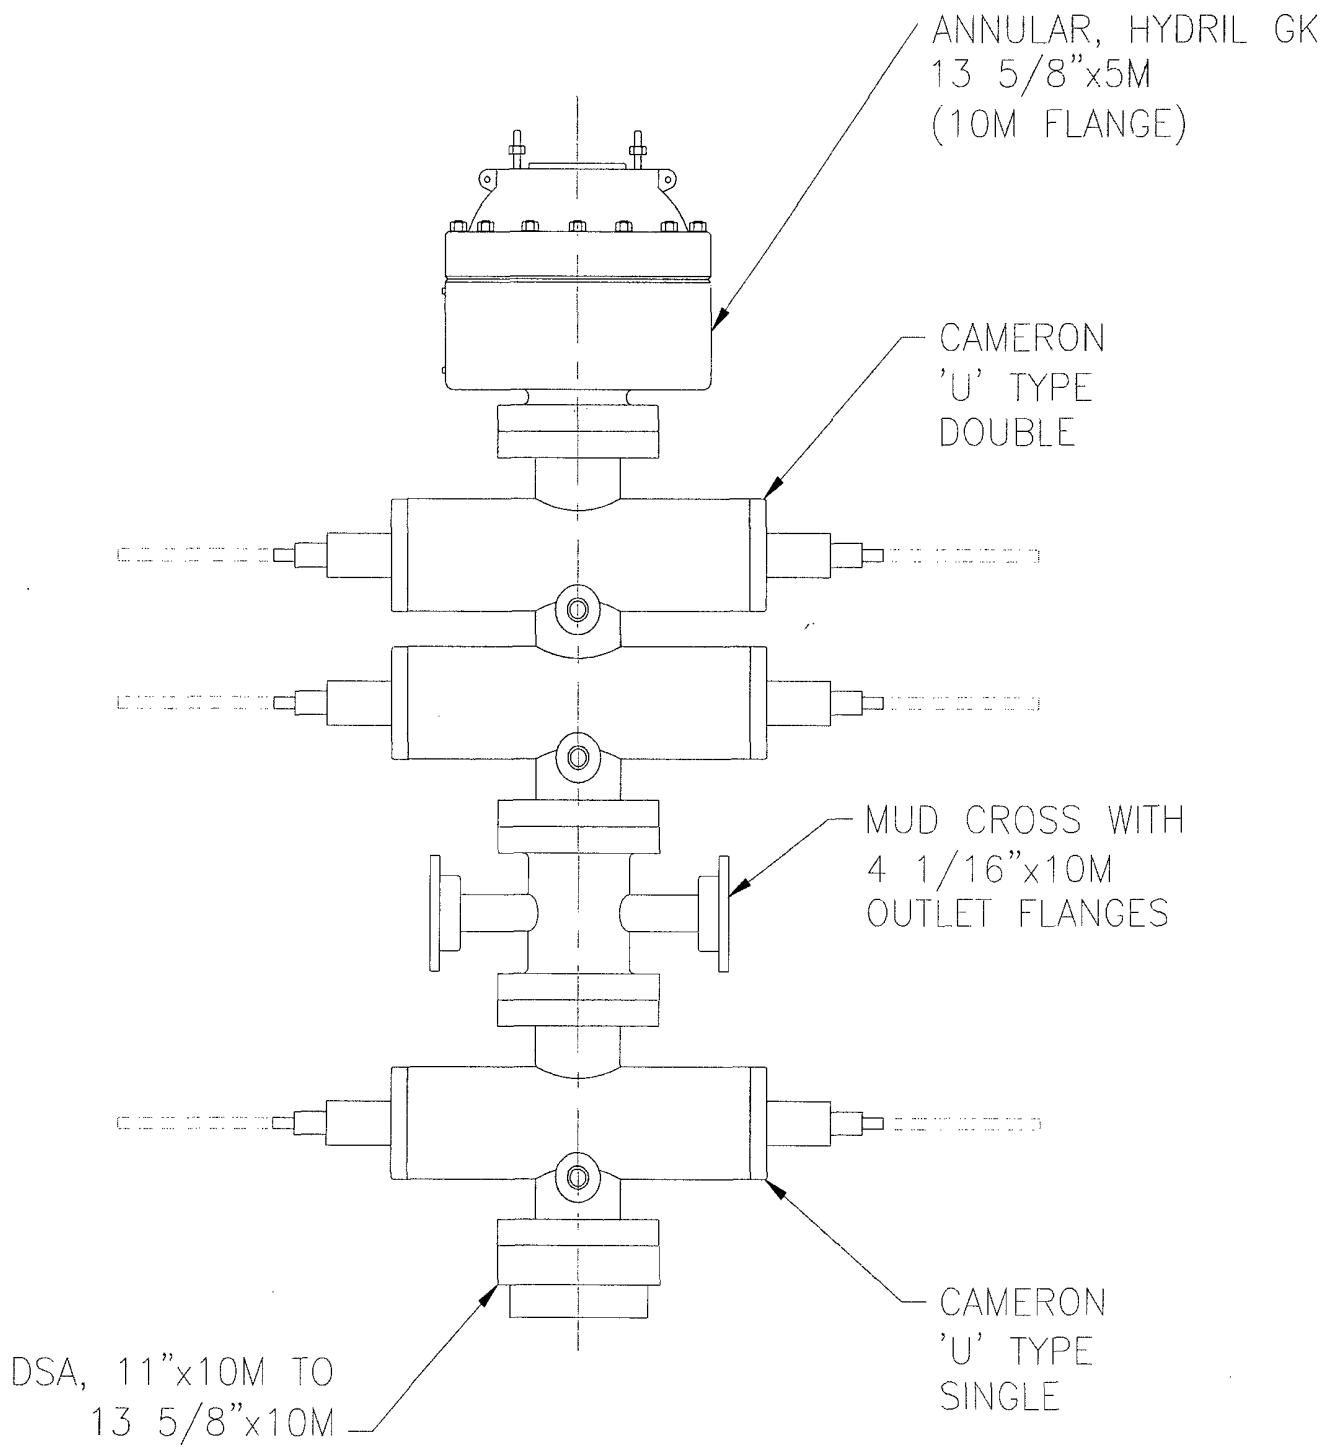 ANNULAR, HYDRIL GK
13 5/8"x5M
(10M FLANGE)
CAMERON
'U' TYPE
DOUBLE
MUD CROSS WITH
4 1/16"x10M
OUTLET FLANGES
CAMERON
'U' TYPE
SINGLE
DSA, 11"x10M TO
13 5/8"x10M